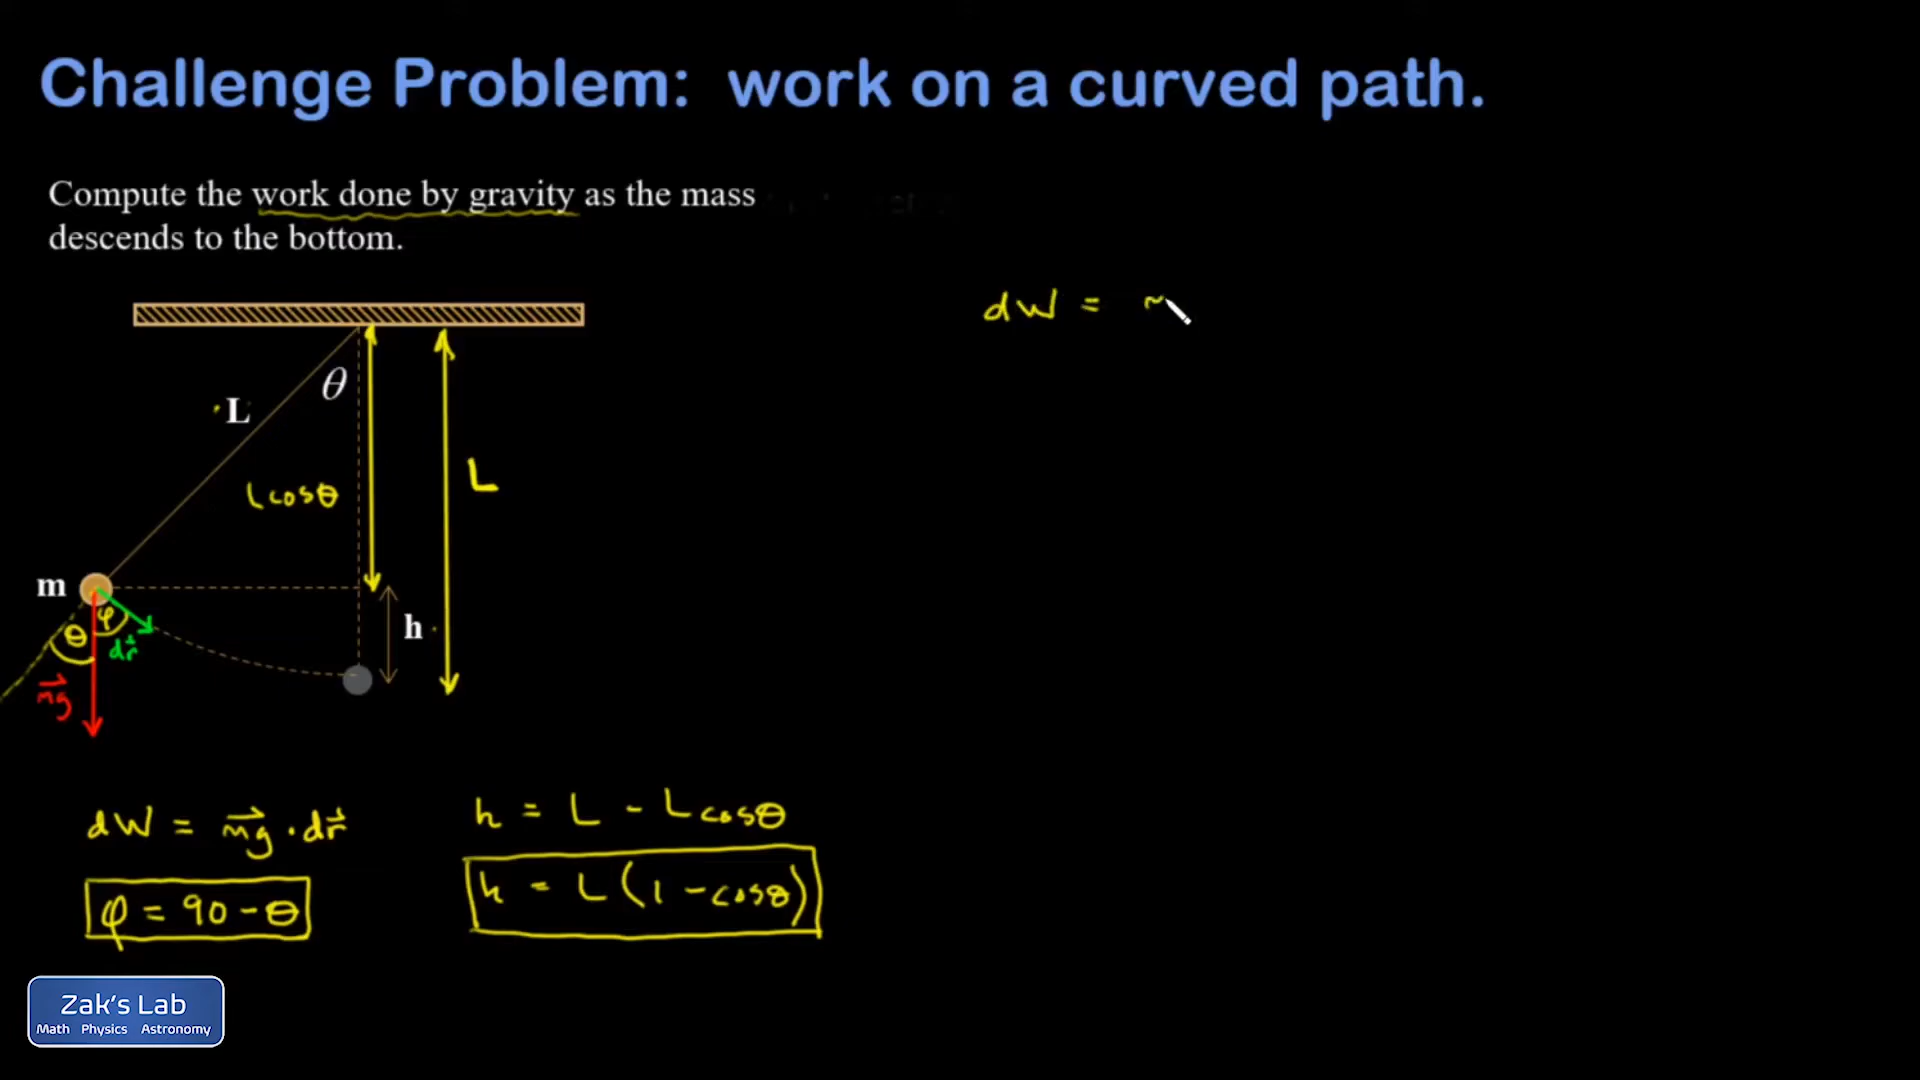 Challenge Problem: work on a curved path.
Compute the work done by gravity as the mass
descends to the bottom.
dW =
θ
L
L
Lcosθ
m
h
θ
φ
dr⃗
mg⃗
dW = mg⃗ · dr⃗
φ = 90 - θ
h = L - Lcosθ
h = L(1 - cosθ)
Zak's Lab
Math Physics Astronomy